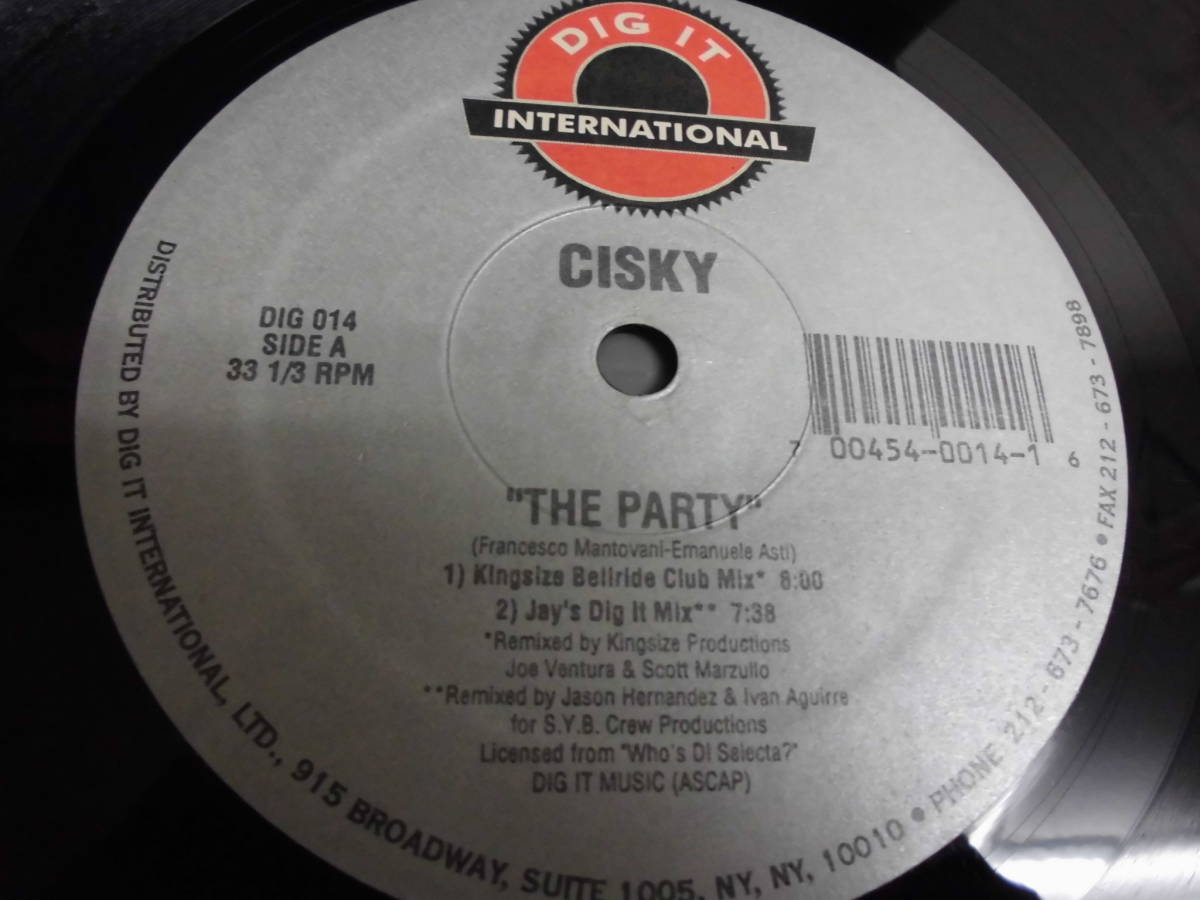 DIG IT
INTERNATIONAL
CISKY
DIG 014
SIDE A
33 1/3 RPM
7 00454-0014-1 6
"THE PARTY"
(Francesco Mantovani-Emanuele Asti)
1) Kingsize Bellride Club Mix* 8:00
2) Jay's Dig It Mix** 7:38
*Remixed by Kingsize Productions
Joe Ventura & Scott Marzullo
**Remixed by Jason Hernandez & Ivan Aguirre
for S.Y.B. Crew Productions
Licensed from "Who's Di Selecta?"
DIG IT MUSIC (ASCAP)
DISTRIBUTED BY DIG IT INTERNATIONAL, LTD., 915 BROADWAY, SUITE 1005, NY, NY, 10010 • PHONE 212-673-7676 • FAX 212-673-7898